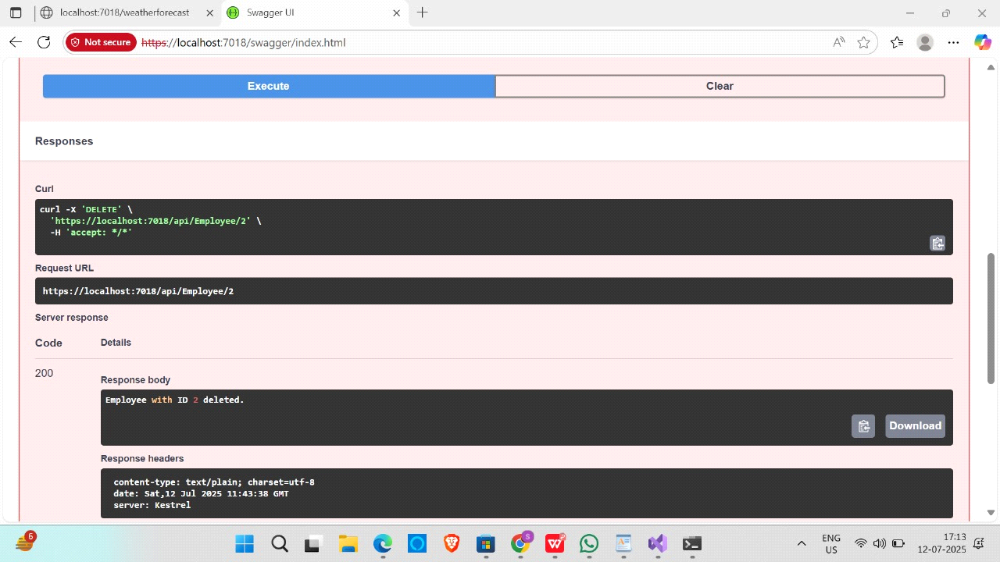 localhost:7018/weatherforecast
Swagger UI
Not secure
https://localhost:7018/swagger/index.html
Execute
Clear
Responses
Curl
curl -X 'DELETE' \
'https://localhost:7018/api/Employee/2' \
-H 'accept: */*'
Request URL
https://localhost:7018/api/Employee/2
Server response
Code
Details
200
Response body
Employee with ID 2 deleted.
Download
Response headers
content-type: text/plain; charset=utf-8
date: Sat,12 Jul 2025 11:43:38 GMT
server: Kestrel
6
S
W
ENG
US
17:13
12-07-2025